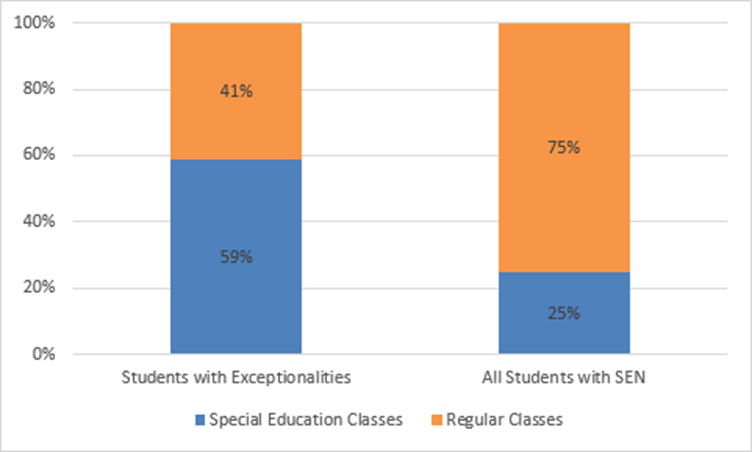 100%
80%
60%
40%
20%
0%
41%
59%
75%
25%
Students with Exceptionalities
All Students with SEN
Special Education Classes
Regular Classes